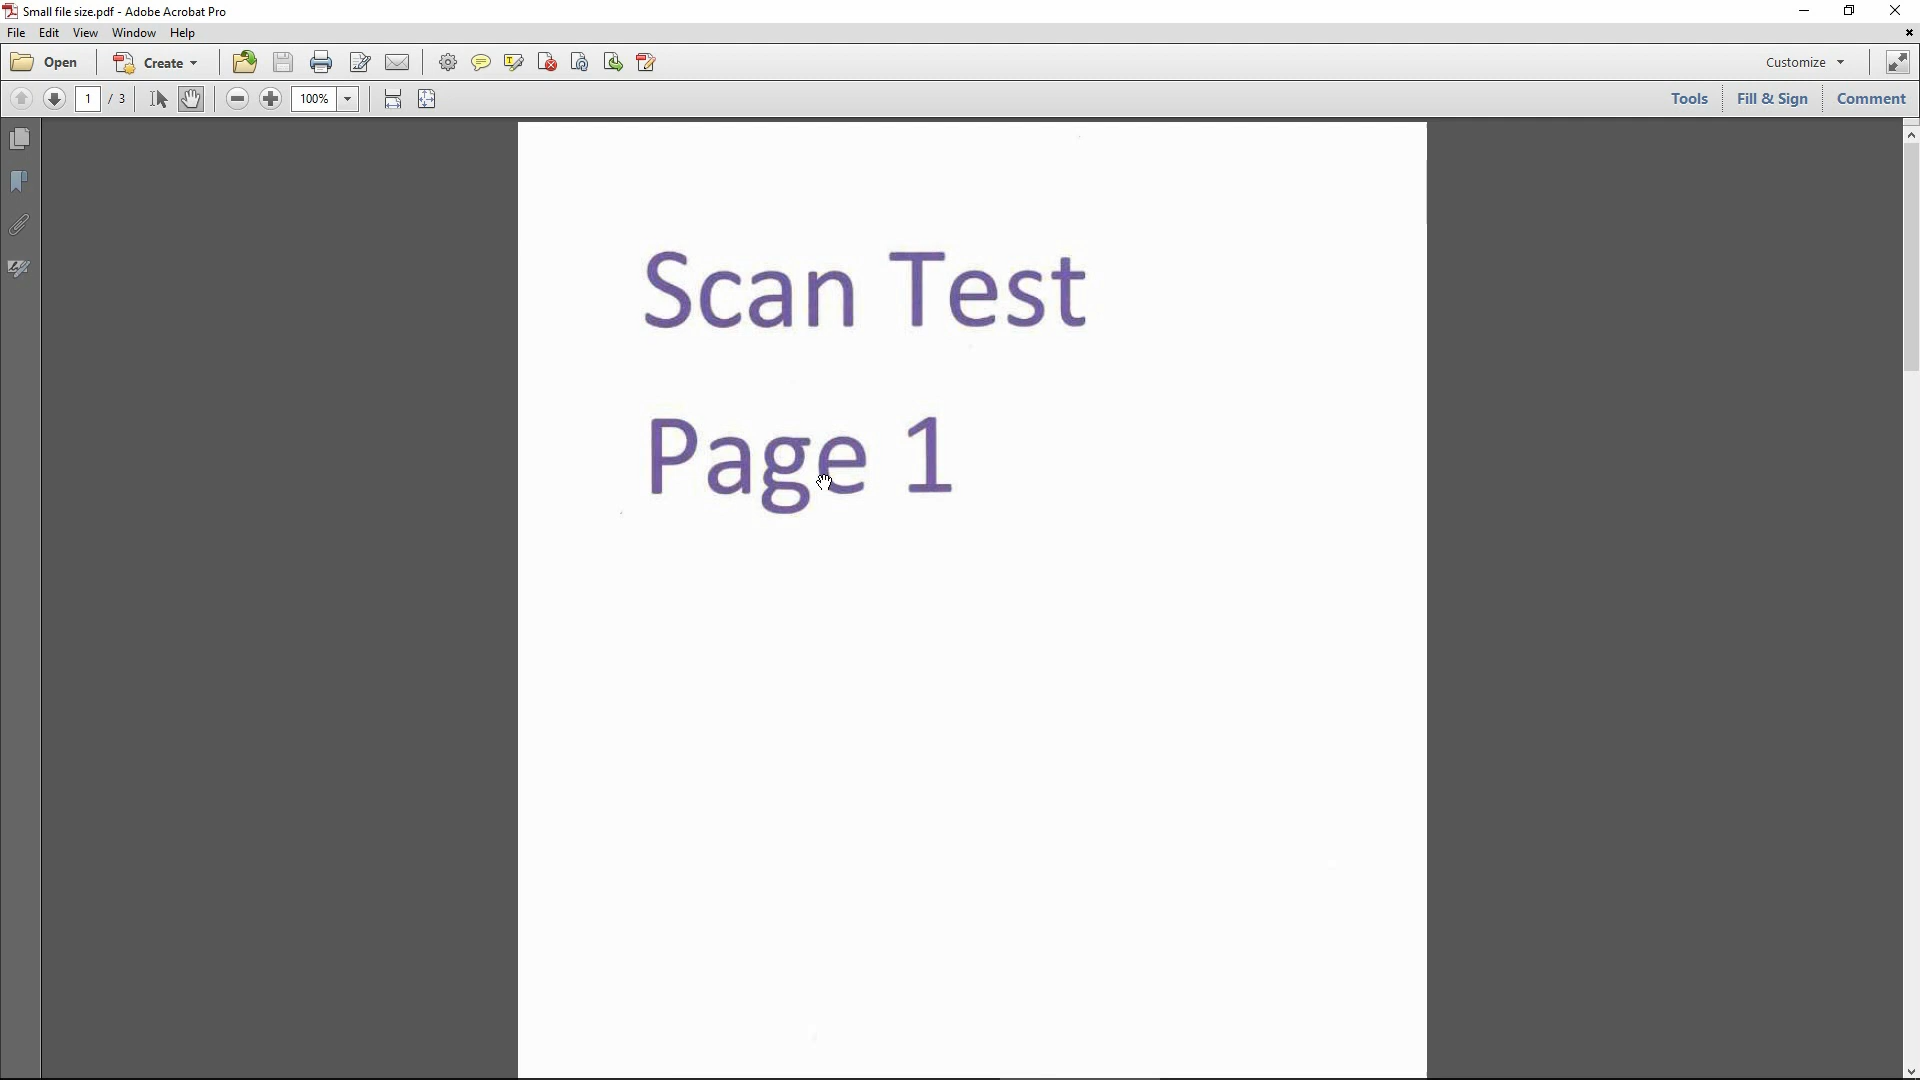 Small file size.pdf - Adobe Acrobat Pro
File Edit View Window Help
Open Create Customize
1 / 3 100% Tools Fill & Sign Comment
Scan Test
Page 1